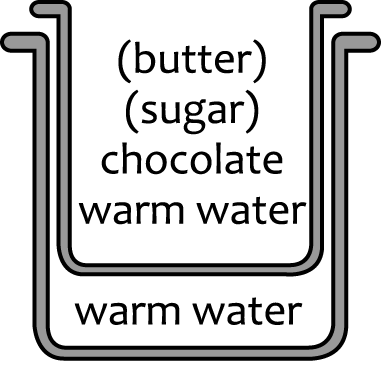 (butter)
(sugar)
chocolate
warm water
warm water